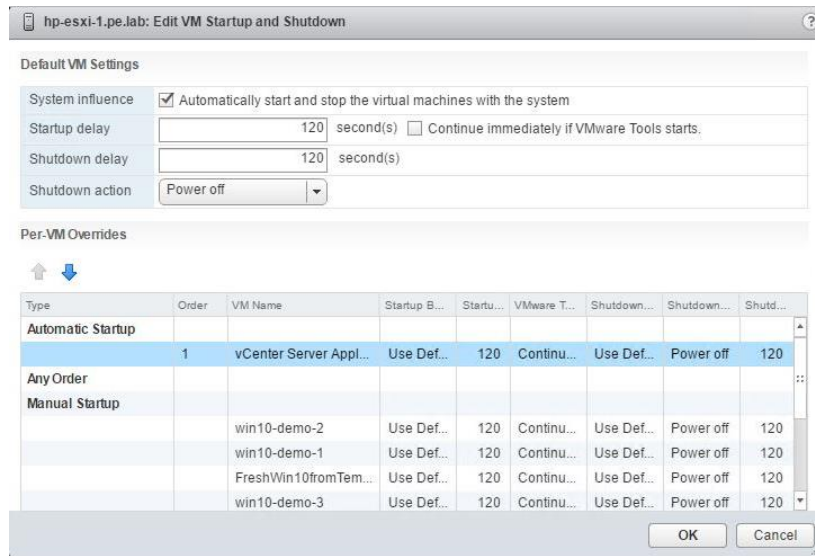 hp-esxi-1.pe.lab: Edit VM Startup and Shutdown ?
Default VM Settings
System influence Automatically start and stop the virtual machines with the system
Startup delay 120 second(s) Continue immediately if VMware Tools starts.
Shutdown delay 120 second(s)
Shutdown action Power off
Per-VM Overrides
Type Order VM Name Startup B... Startu... VMware T... Shutdown... Shutdown... Shutd...
Automatic Startup
1 vCenter Server Appl... Use Def... 120 Continu... Use Def... Power off 120
Any Order
Manual Startup
win10-demo-2 Use Def... 120 Continu... Use Def... Power off 120
win10-demo-1 Use Def... 120 Continu... Use Def... Power off 120
FreshWin10fromTem... Use Def... 120 Continu... Use Def... Power off 120
win10-demo-3 Use Def... 120 Continu... Use Def... Power off 120
OK Cancel